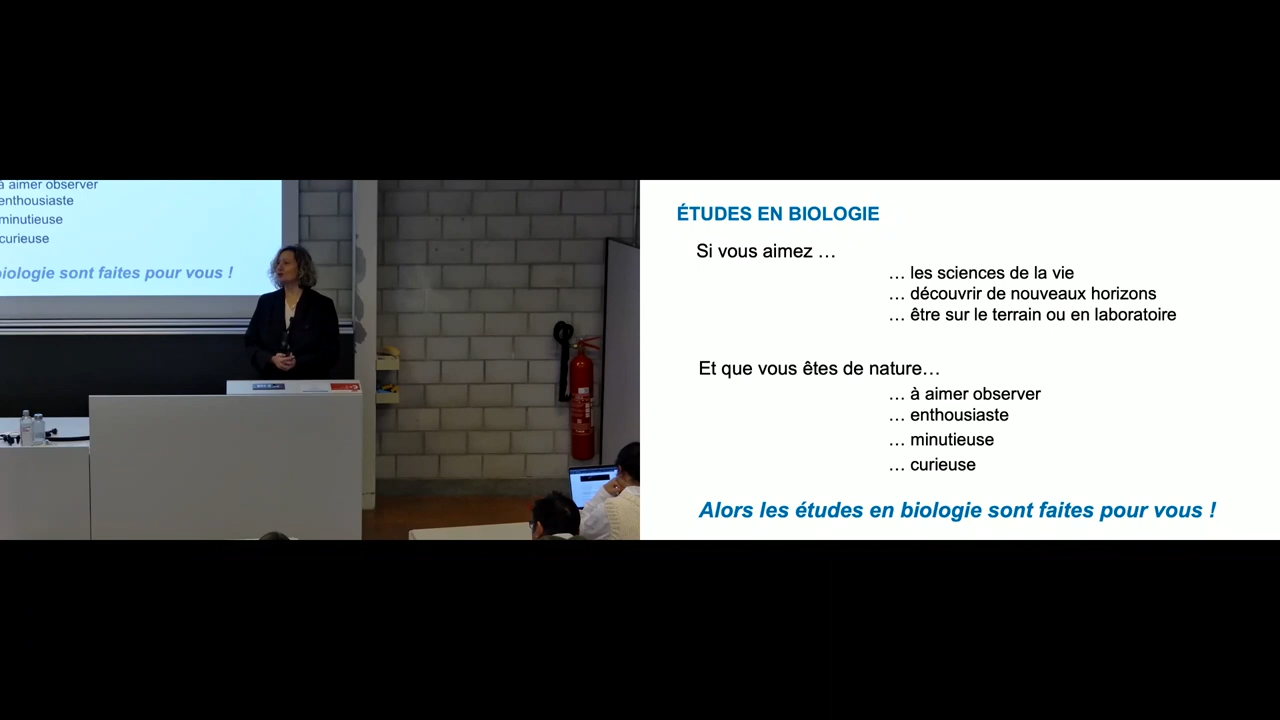 à aimer observer
enthousiaste
minutieuse
curieuse
biologie sont faites pour vous !
ÉTUDES EN BIOLOGIE
Si vous aimez …
… les sciences de la vie
… découvrir de nouveaux horizons
… être sur le terrain ou en laboratoire
Et que vous êtes de nature…
… à aimer observer
… enthousiaste
… minutieuse
… curieuse
Alors les études en biologie sont faites pour vous !